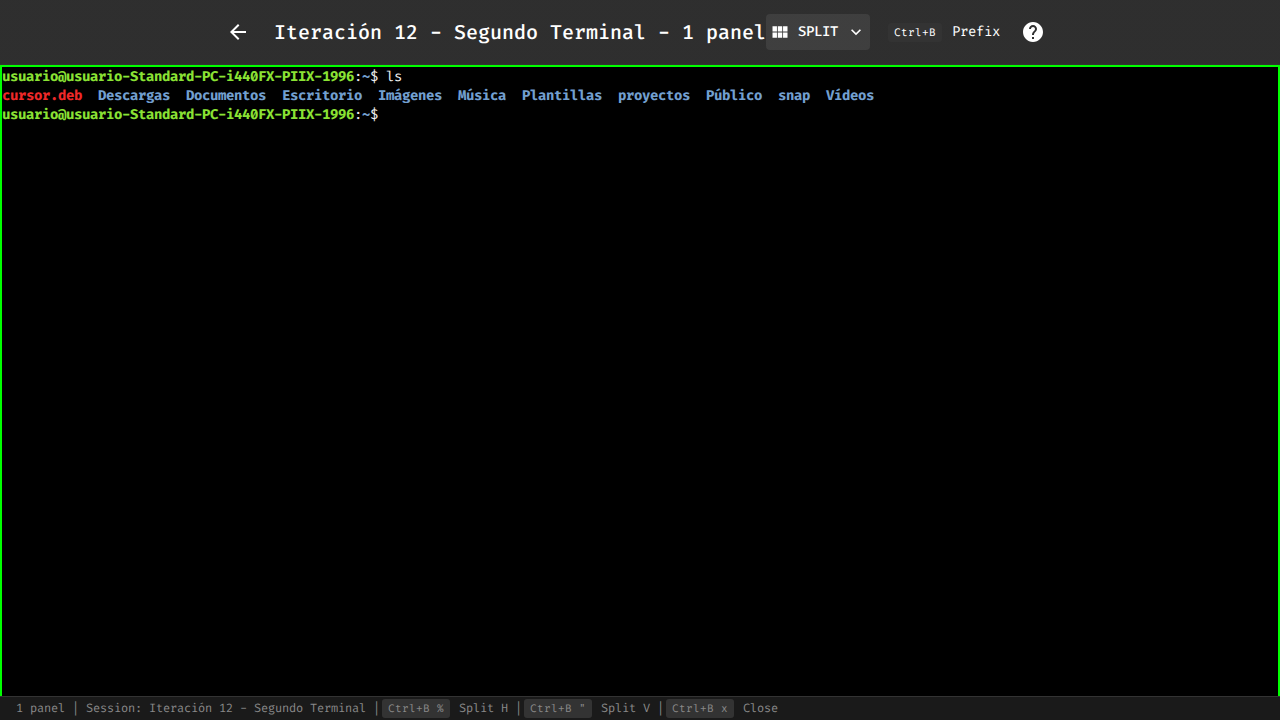 Iteración 12 - Segundo Terminal - 1 panel SPLIT Ctrl+B Prefix ?
usuario@usuario-Standard-PC-i440FX-PIIX-1996:~$ ls
cursor.deb Descargas Documentos Escritorio Imágenes Música Plantillas proyectos Público snap Vídeos
usuario@usuario-Standard-PC-i440FX-PIIX-1996:~$
1 panel | Session: Iteración 12 - Segundo Terminal | Ctrl+B % Split H | Ctrl+B " Split V | Ctrl+B x Close